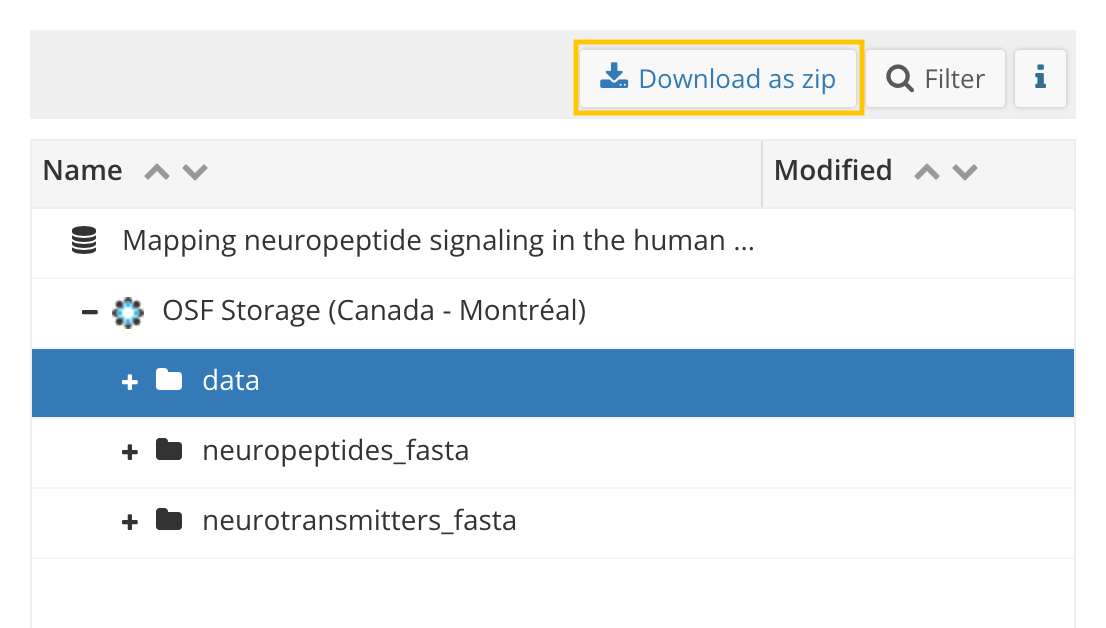 Download as zip Filter
Name Modified
Mapping neuropeptide signaling in the human ...
OSF Storage (Canada - Montréal)
data
neuropeptides_fasta
neurotransmitters_fasta